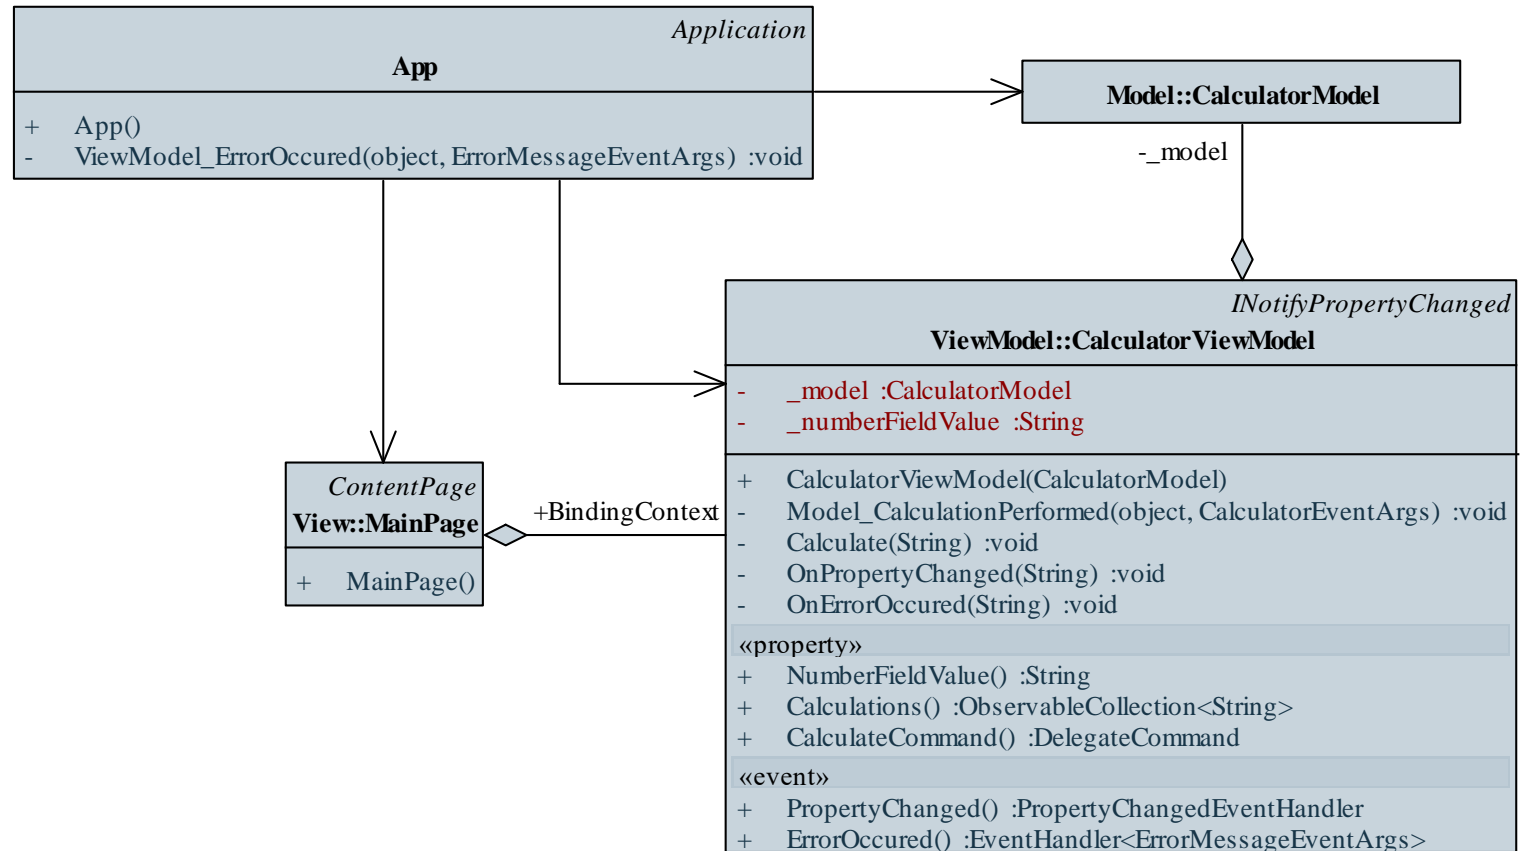 Application
App
+ App()
- ViewModel_ErrorOccured(object, ErrorMessageEventArgs) :void
Model::CalculatorModel
-_model
INotifyPropertyChanged
ViewModel::CalculatorViewModel
- _model :CalculatorModel
- _numberFieldValue :String
+ CalculatorViewModel(CalculatorModel)
- Model_CalculationPerformed(object, CalculatorEventArgs) :void
- Calculate(String) :void
- OnPropertyChanged(String) :void
- OnErrorOccured(String) :void
«property»
+ NumberFieldValue() :String
+ Calculations() :ObservableCollection<String>
+ CalculateCommand() :DelegateCommand
«event»
+ PropertyChanged() :PropertyChangedEventHandler
+ ErrorOccured() :EventHandler<ErrorMessageEventArgs>
ContentPage
View::MainPage
+ MainPage()
+BindingContext